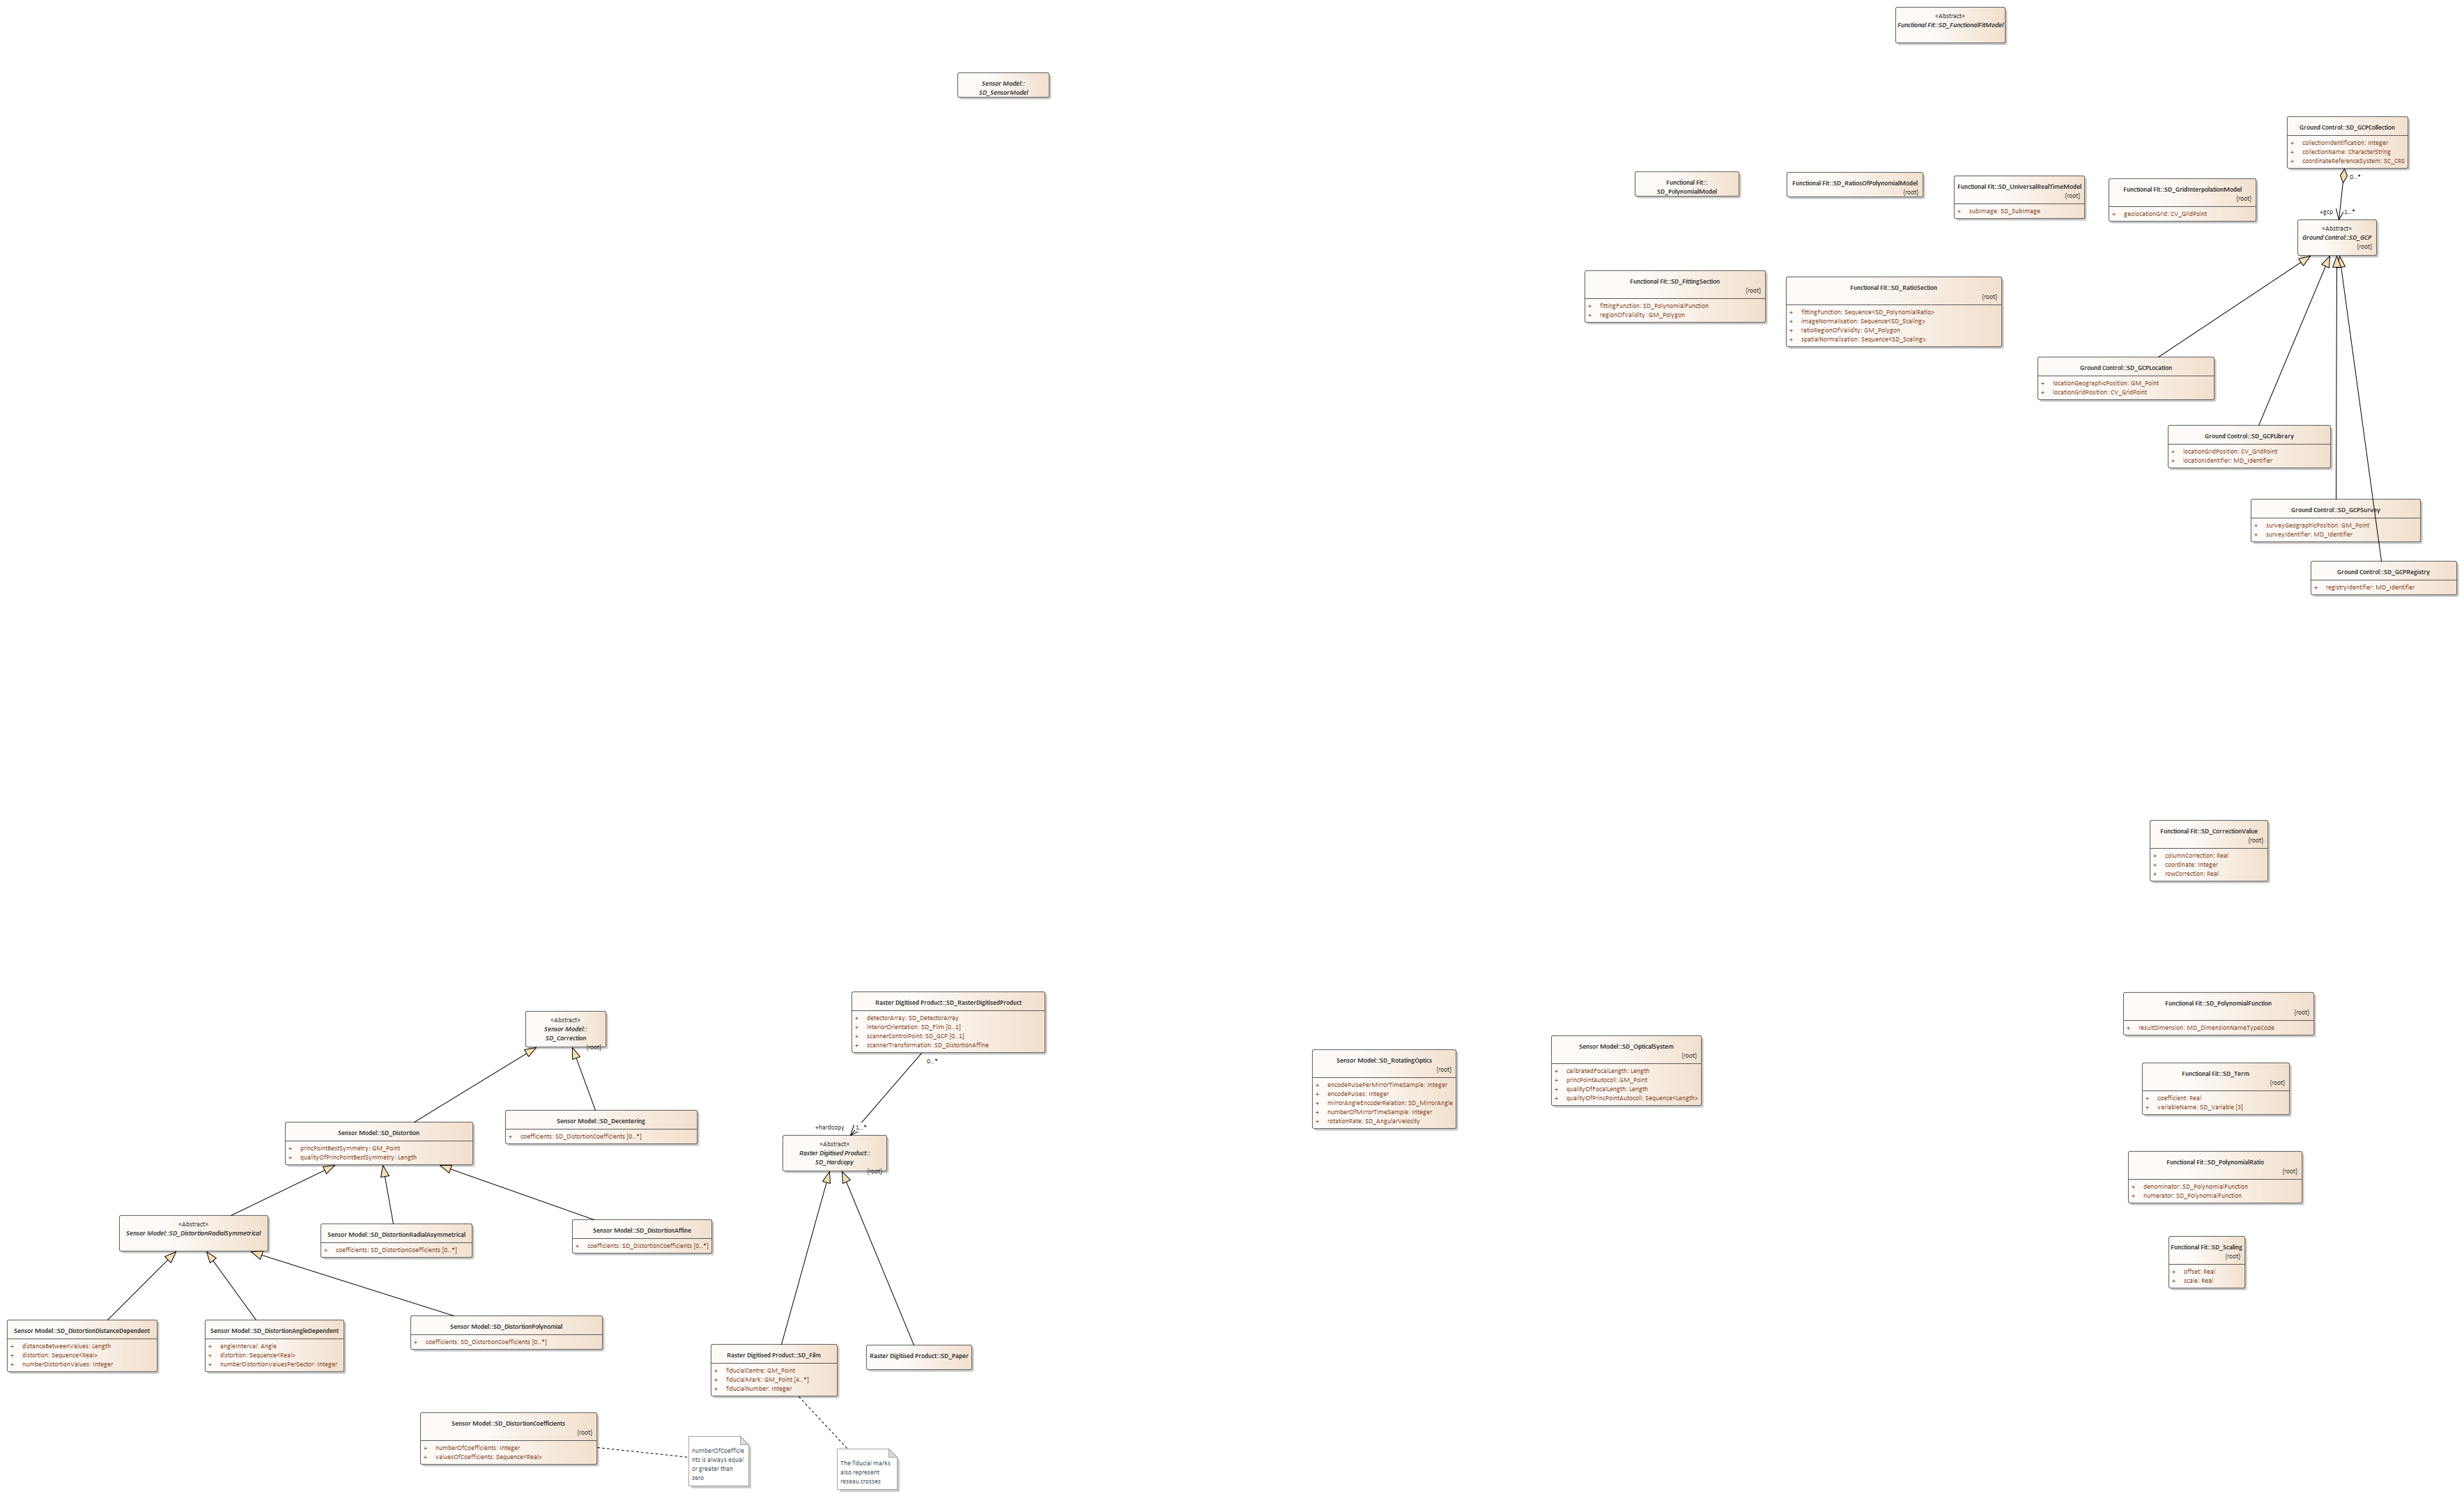 «Abstract»
Functional Fit::SD_FunctionalFitModel
Sensor Model::
SD_SensorModel
Ground Control::SD_GCPCollection
+ collectionIdentification: Integer
+ collectionName: CharacterString
+ coordinateReferenceSystem: SC_CRS
0..*
+gcp
1..*
Functional Fit::
SD_PolynomialModel
Functional Fit::SD_RatiosOfPolynomialModel
{root}
Functional Fit::SD_UniversalRealTimeModel
{root}
+ subImage: SD_SubImage
Functional Fit::SD_GridInterpolationModel
{root}
+ geolocationGrid: CV_GridPoint
«Abstract»
Ground Control::SD_GCP
{root}
Functional Fit::SD_FittingSection
{root}
+ fittingFunction: SD_PolynomialFunction
+ regionOfValidity: GM_Polygon
Functional Fit::SD_RatioSection
{root}
+ fittingFunction: Sequence<SD_PolynomialRatio>
+ imageNormalisation: Sequence<SD_Scaling>
+ ratioRegionOfValidity: GM_Polygon
+ spatialNormalisation: Sequence<SD_Scaling>
Ground Control::SD_GCPLocation
+ locationGeographicPosition: GM_Point
+ locationGridPosition: CV_GridPoint
Ground Control::SD_GCPLibrary
+ locationGridPosition: CV_GridPoint
+ locationIdentifier: MD_Identifier
Ground Control::SD_GCPSurvey
+ surveyGeographicPosition: GM_Point
+ surveyIdentifier: MD_Identifier
Ground Control::SD_GCPRegistry
+ registryIdentifier: MD_Identifier
Functional Fit::SD_CorrectionValue
{root}
+ columnCorrection: Real
+ coordinate: Integer
+ rowCorrection: Real
«Abstract»
Sensor Model::
SD_Correction
{root}
Raster Digitised Product::SD_RasterDigitisedProduct
+ detectorArray: SD_DetectorArray
+ interiorOrientation: SD_Film [0..1]
+ scannerControlPoint: SD_GCP [0..1]
+ scannerTransformation: SD_DistortionAffine
0..*
+hardcopy
1..*
Sensor Model::SD_RotatingOptics
{root}
+ encodePulsePerMirrorTimeSample: Integer
+ encodePulses: Integer
+ mirrorAngleEncoderRelation: SD_MirrorAngle
+ numberOfMirrorTimeSample: Integer
+ rotationRate: SD_AngularVelocity
Sensor Model::SD_OpticalSystem
{root}
+ calibratedFocalLength: Length
+ princPointAutocoll: GM_Point
+ qualityOfFocalLength: Length
+ qualityOfPrincPointAutocoll: Sequence<Length>
Functional Fit::SD_PolynomialFunction
{root}
+ resultDimension: MD_DimensionNameTypeCode
Functional Fit::SD_Term
{root}
+ coefficient: Real
+ variableName: SD_Variable [3]
Functional Fit::SD_PolynomialRatio
{root}
+ denominator: SD_PolynomialFunction
+ numerator: SD_PolynomialFunction
Functional Fit::SD_Scaling
{root}
+ offset: Real
+ scale: Real
Sensor Model::SD_Distortion
+ princPointBestSymmetry: GM_Point
+ qualityOfPrincPointBestSymmetry: Length
Sensor Model::SD_Decentering
+ coefficients: SD_DistortionCoefficients [0..*]
«Abstract»
Raster Digitised Product::
SD_Hardcopy
{root}
«Abstract»
Sensor Model::SD_DistortionRadialSymmetrical
Sensor Model::SD_DistortionRadialAsymmetrical
+ coefficients: SD_DistortionCoefficients [0..*]
Sensor Model::SD_DistortionAffine
+ coefficients: SD_DistortionCoefficients [0..*]
Sensor Model::SD_DistortionDistanceDependent
+ distanceBetweenValues: Length
+ distortion: Sequence<Real>
+ numberDistortionValues: Integer
Sensor Model::SD_DistortionAngleDependent
+ angleInterval: Angle
+ distortion: Sequence<Real>
+ numberDistortionValuesPerSector: Integer
Sensor Model::SD_DistortionPolynomial
+ coefficients: SD_DistortionCoefficients [0..*]
Raster Digitised Product::SD_Film
+ fiducialCentre: GM_Point
+ fiducialMark: GM_Point [4..*]
+ fiducialNumber: Integer
Raster Digitised Product::SD_Paper
Sensor Model::SD_DistortionCoefficients
{root}
+ numberOfCoefficients: Integer
+ valuesOfCoefficients: Sequence<Real>
numberOfCoefficie
nts is always equal
or greater than
zero
The fiducial marks
also represent
reseau crosses